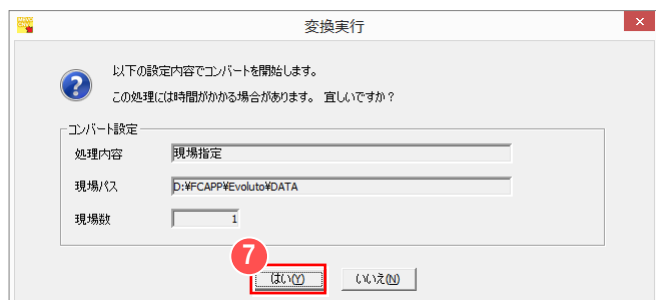 変換実行
以下の設定内容でコンバートを開始します。
この処理には時間がかかる場合があります。 宜しいですか？
コンバート設定
処理内容 現場指定
現場パス D:¥FCAPP¥Evoluto¥DATA
現場数 1
7
はい(Y) いいえ(N)